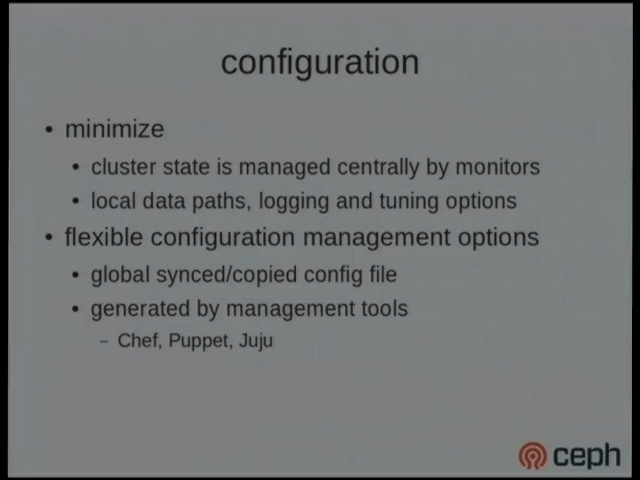 configuration
• minimize
• cluster state is managed centrally by monitors
• local data paths, logging and tuning options
• flexible configuration management options
• global synced/copied config file
• generated by management tools
– Chef, Puppet, Juju
ceph